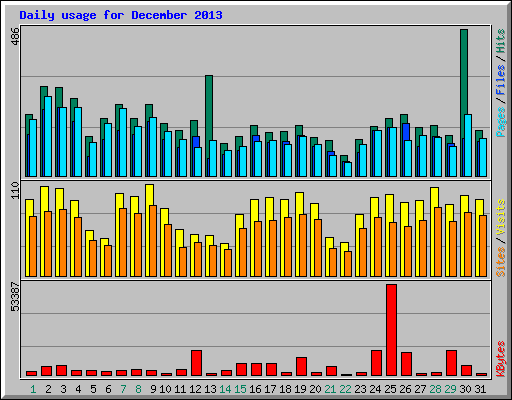 Daily usage for December 2013
486
Pages / Files / Hits
110
Sites / Visits
53387
KBytes
1 2 3 4 5 6 7 8 9 10 11 12 13 14 15 16 17 18 19 20 21 22 23 24 25 26 27 28 29 30 31